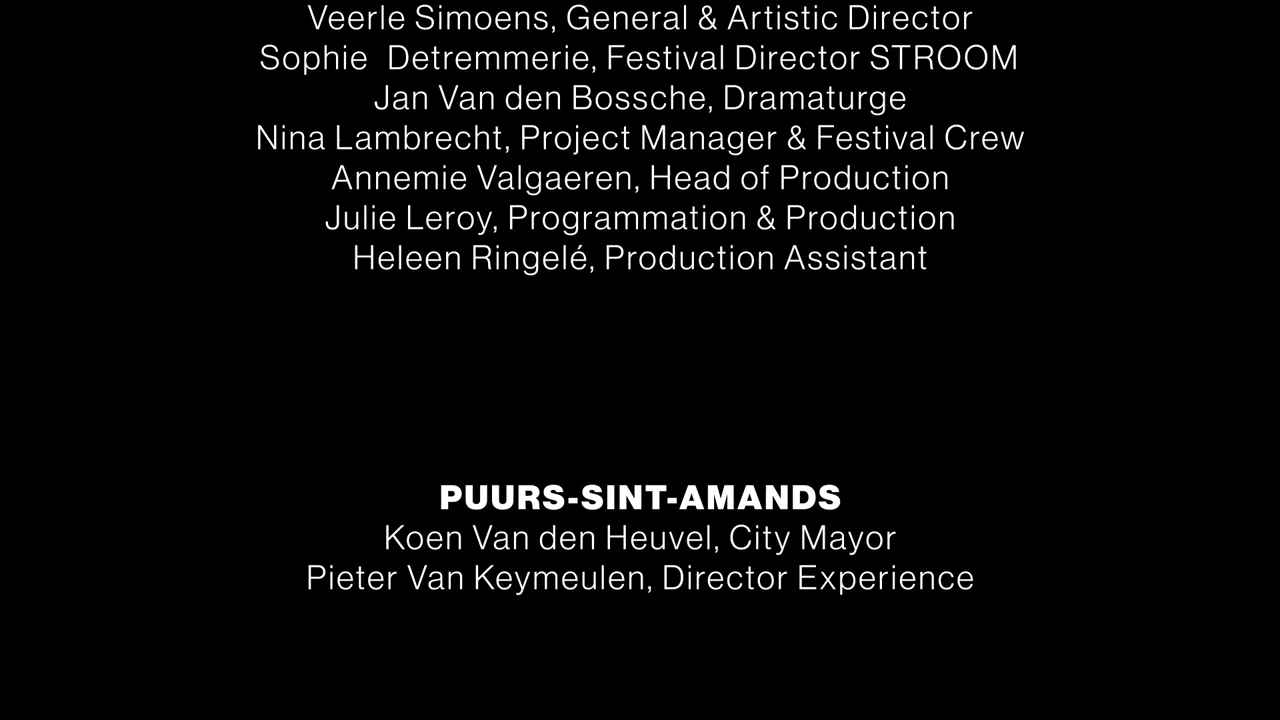 Veerle Simoens, General & Artistic Director
Sophie  Detremmerie, Festival Director STROOM
Jan Van den Bossche, Dramaturge
Nina Lambrecht, Project Manager & Festival Crew
Annemie Valgaeren, Head of Production
Julie Leroy, Programmation & Production
Heleen Ringelé, Production Assistant
PUURS-SINT-AMANDS
Koen Van den Heuvel, City Mayor
Pieter Van Keymeulen, Director Experience